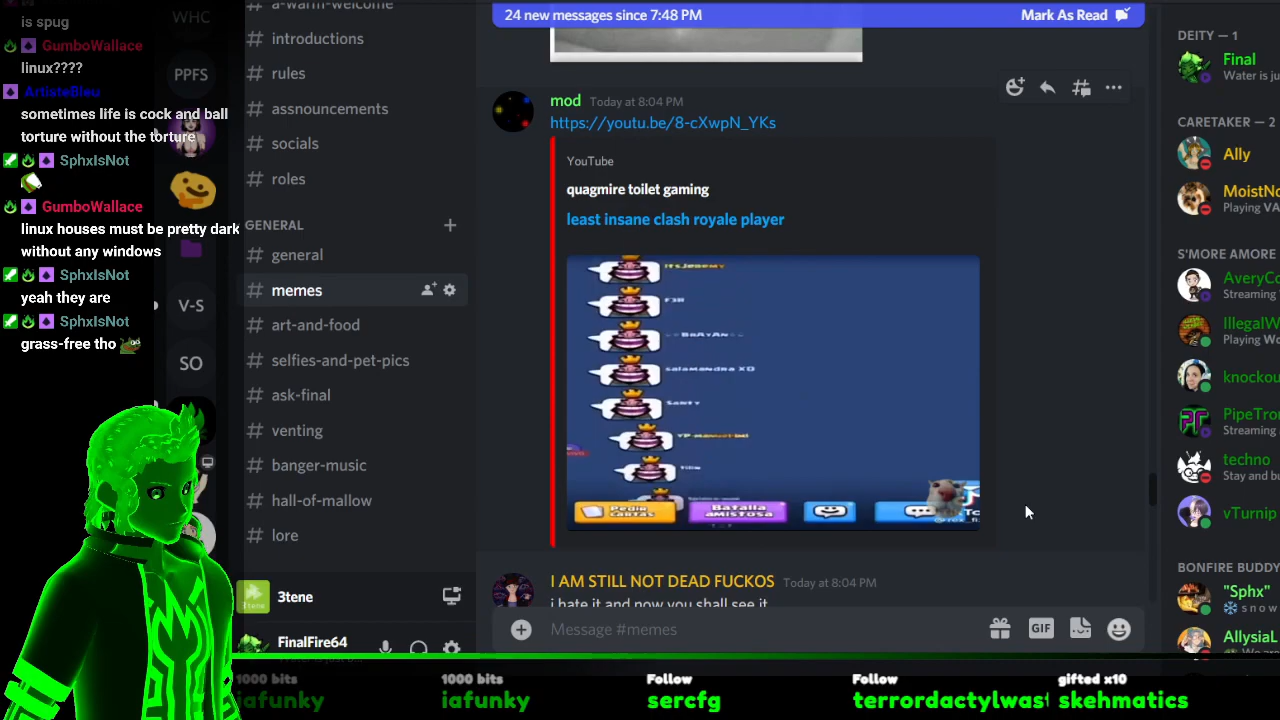 is spug
GumboWallace
linux????
ArtisteBleu
sometimes life is cock and ball
torture without the torture
SphxIsNot
GumboWallace
linux houses must be pretty dark
without any windows
SphxIsNot
yeah they are
SphxIsNot
grass-free tho
WHC
PPFS
V-S
SO
a-warm-welcome
introductions
rules
assnouncements
socials
roles
GENERAL
general
memes
art-and-food
selfies-and-pet-pics
ask-final
venting
banger-music
hall-of-mallow
lore
3tene
FinalFire64
24 new messages since 7:48 PM
Mark As Read
mod Today at 8:04 PM
https://youtu.be/8-cXwpN_YKs
YouTube
quagmire toilet gaming
least insane clash royale player
ItsJeremy
F3R
BRAYAN
salamandra XD
Santy
Pedir
cartas
Batalla
amistosa
I AM STILL NOT DEAD FUCKOS Today at 8:04 PM
i hate it and now you shall see it
Message #memes
GIF
DEITY — 1
Final
Water is ju
CARETAKER — 2
Ally
MoistNo
Playing VA
S'MORE AMORE
AveryCo
Streaming
IllegalW
Playing Wo
knockou
PipeTro
Streaming
techno
Stay and bu
vTurnip
BONFIRE BUDDY
"Sphx"
snow
AllysiaL
1000 bits
iafunky
1000 bits
iafunky
Follow
sercfg
Follow
terrordactylwast
gifted x10
skehmatics